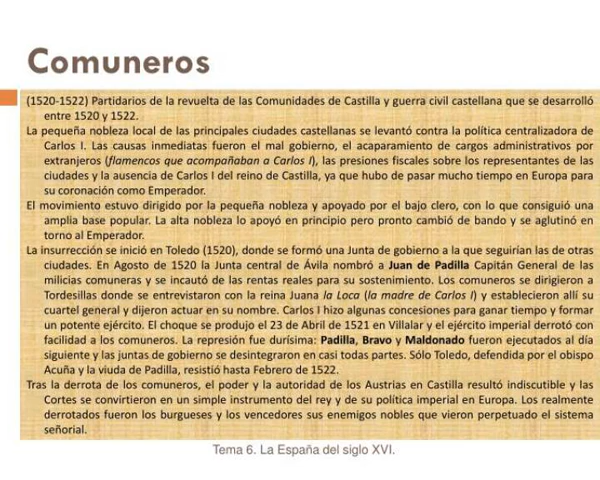 Comuneros
(1520-1522) Partidarios de la revuelta de las Comunidades de Castilla y guerra civil castellana que se desarrolló
entre 1520 y 1522.
La pequeña nobleza local de las principales ciudades castellanas se levantó contra la política centralizadora de
Carlos I. Las causas inmediatas fueron el mal gobierno, el acaparamiento de cargos administrativos por
extranjeros (flamencos que acompañaban a Carlos I), las presiones fiscales sobre los representantes de las
ciudades y la ausencia de Carlos I del reino de Castilla, ya que hubo de pasar mucho tiempo en Europa para
su coronación como Emperador.
El movimiento estuvo dirigido por la pequeña nobleza y apoyado por el bajo clero, con lo que consiguió una
amplia base popular. La alta nobleza lo apoyó en principio pero pronto cambió de bando y se aglutinó en
torno al Emperador.
La insurrección se inició en Toledo (1520), donde se formó una Junta de gobierno a la que seguirían las de otras
ciudades. En Agosto de 1520 la Junta central de Ávila nombró a Juan de Padilla Capitán General de las
milicias comuneras y se incautó de las rentas reales para su sostenimiento. Los comuneros se dirigieron a
Tordesillas donde se entrevistaron con la reina Juana la Loca (la madre de Carlos I) y establecieron allí su
cuartel general y dijeron actuar en su nombre. Carlos I hizo algunas concesiones para ganar tiempo y formar
un potente ejército. El choque se produjo el 23 de Abril de 1521 en Villalar y el ejército imperial derrotó con
facilidad a los comuneros. La represión fue durísima: Padilla, Bravo y Maldonado fueron ejecutados al día
siguiente y las juntas de gobierno se desintegraron en casi todas partes. Sólo Toledo, defendida por el obispo
Acuña y la viuda de Padilla, resistió hasta Febrero de 1522.
Tras la derrota de los comuneros, el poder y la autoridad de los Austrias en Castilla resultó indiscutible y las
Cortes se convirtieron en un simple instrumento del rey y de su política imperial en Europa. Los realmente
derrotados fueron los burgueses y los vencedores sus enemigos nobles que vieron perpetuado el sistema
señorial.
Tema 6. La España del siglo XVI.